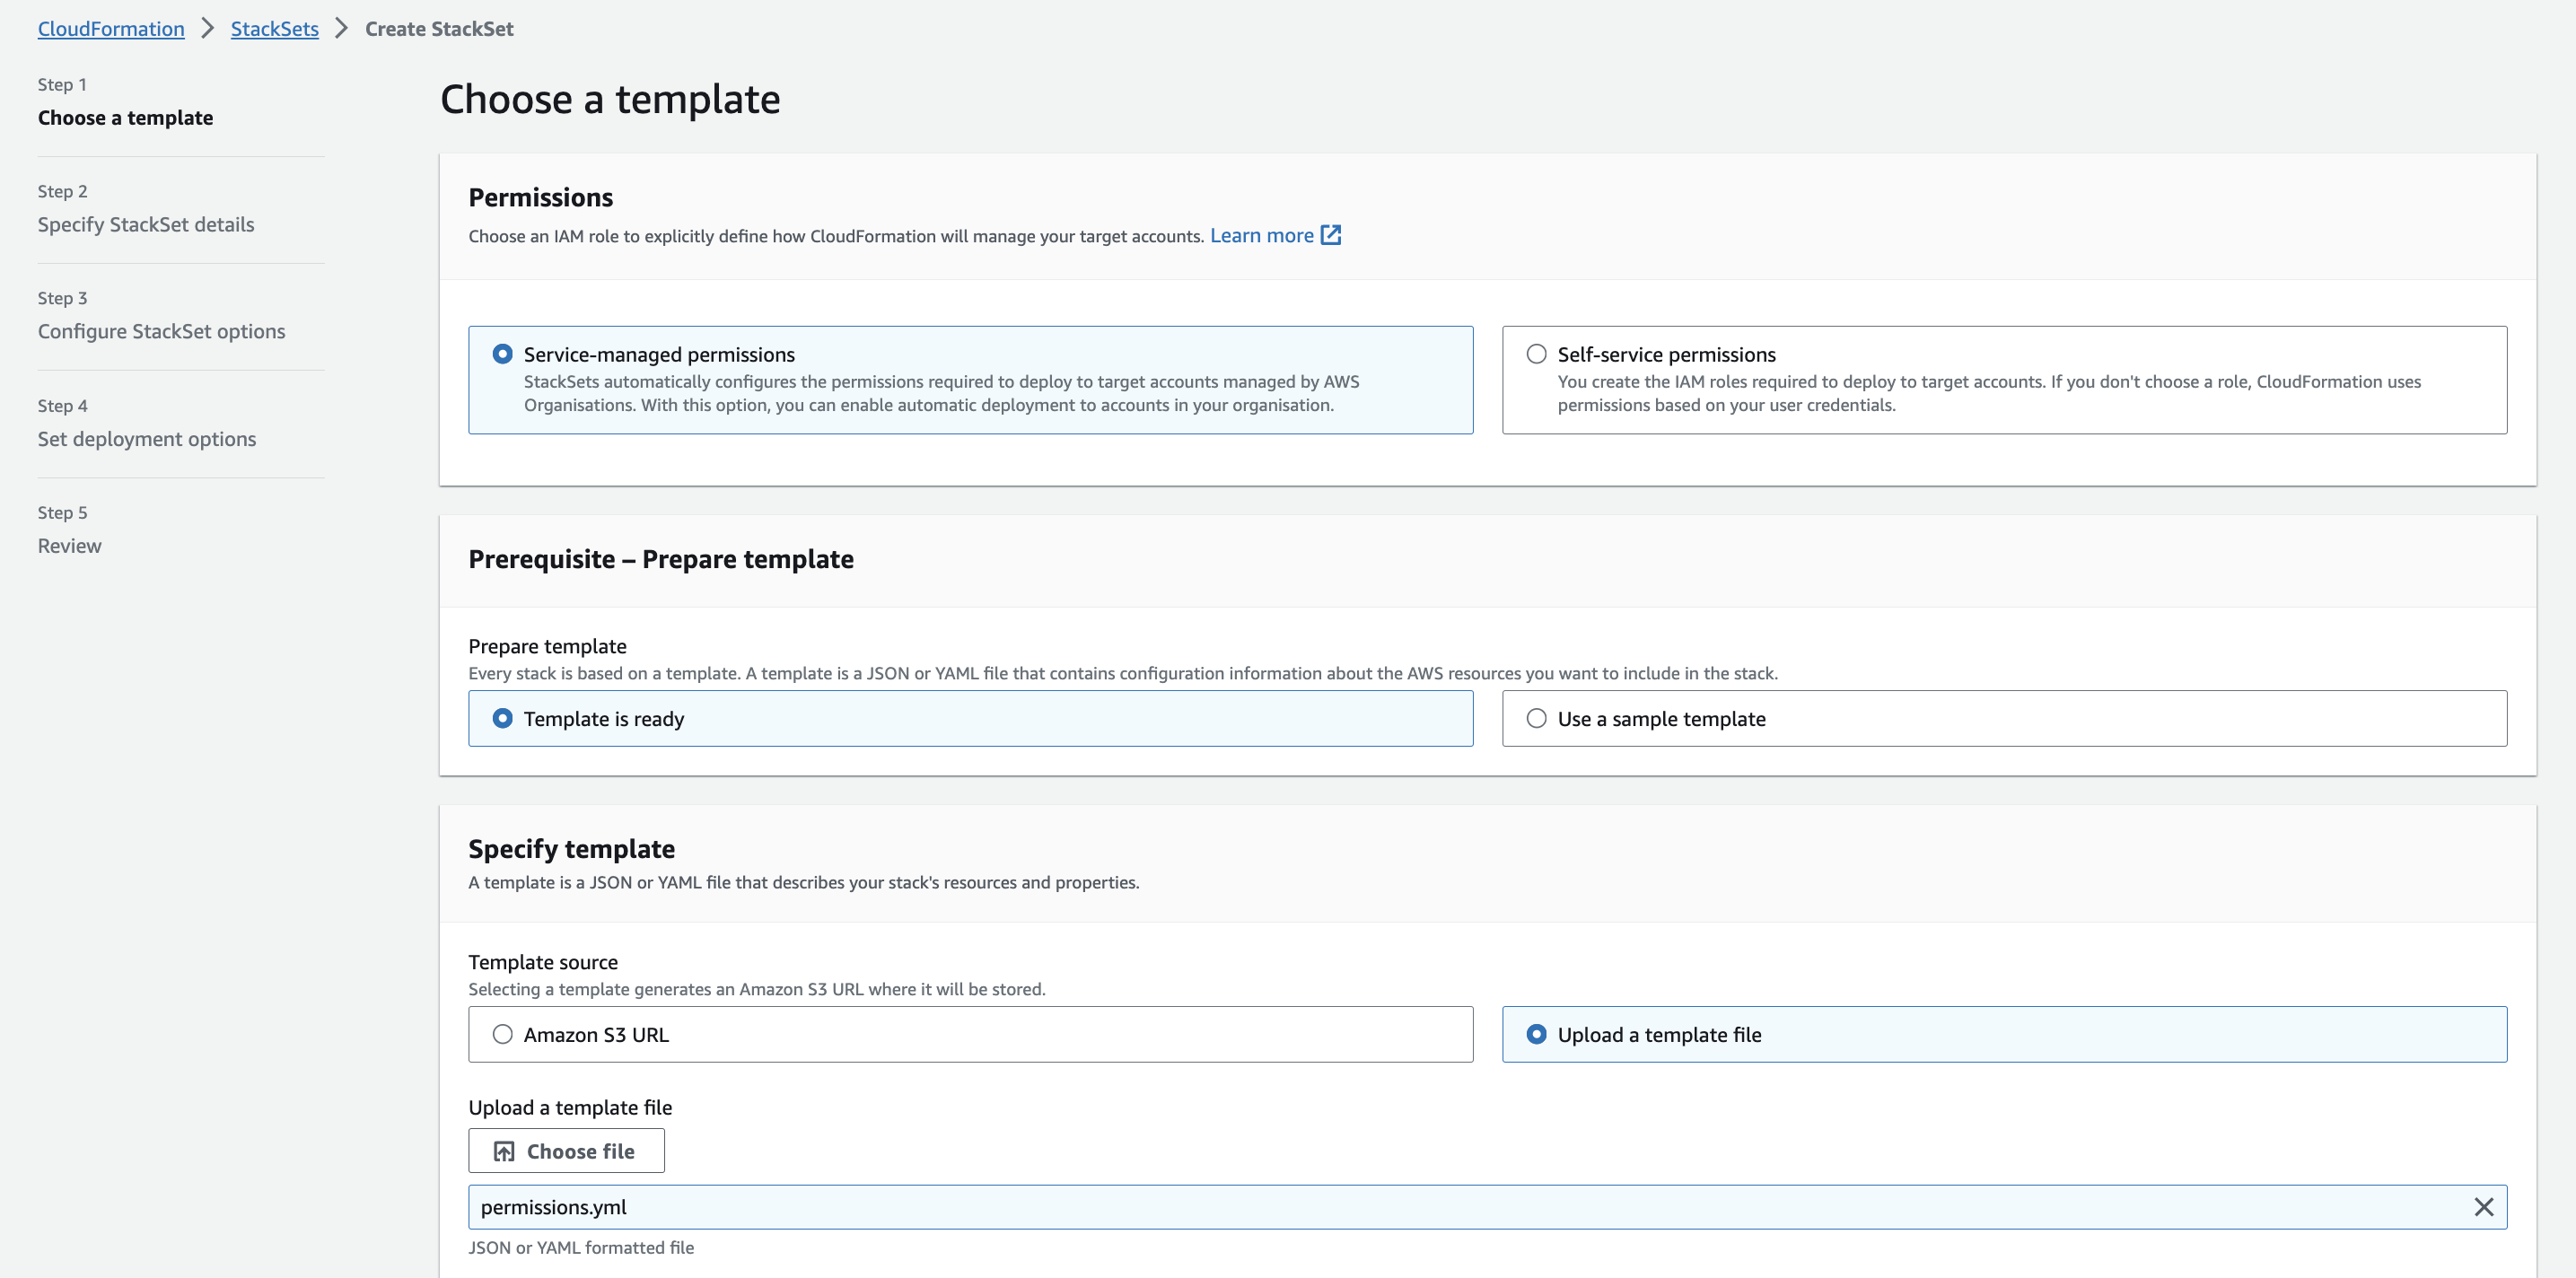 CloudFormation > StackSets > Create StackSet
Step 1
Choose a template
Step 2
Specify StackSet details
Step 3
Configure StackSet options
Step 4
Set deployment options
Step 5
Review
Choose a template
Permissions
Choose an IAM role to explicitly define how CloudFormation will manage your target accounts. Learn more
Service-managed permissions
StackSets automatically configures the permissions required to deploy to target accounts managed by AWS
Organisations. With this option, you can enable automatic deployment to accounts in your organisation.
Self-service permissions
You create the IAM roles required to deploy to target accounts. If you don't choose a role, CloudFormation uses
permissions based on your user credentials.
Prerequisite – Prepare template
Prepare template
Every stack is based on a template. A template is a JSON or YAML file that contains configuration information about the AWS resources you want to include in the stack.
Template is ready
Use a sample template
Specify template
A template is a JSON or YAML file that describes your stack's resources and properties.
Template source
Selecting a template generates an Amazon S3 URL where it will be stored.
Amazon S3 URL
Upload a template file
Upload a template file
Choose file
permissions.yml
JSON or YAML formatted file